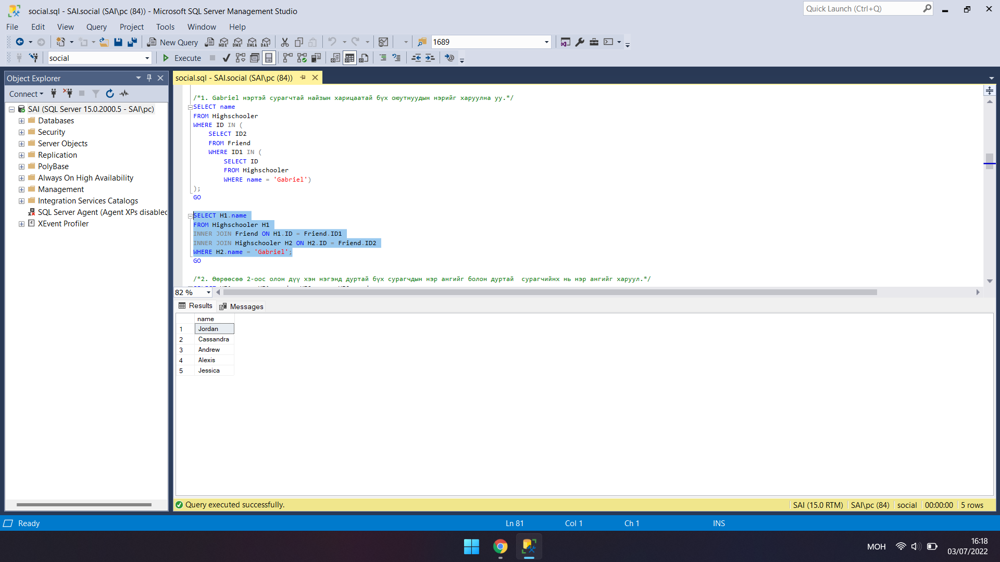 social.sql - SAI.social (SAI\pc (84)) - Microsoft SQL Server Management Studio
Quick Launch (Ctrl+Q)
File Edit View Query Project Tools Window Help
New Query MDX DMX XMLA DAX 1689
social Execute
Object Explorer
social.sql - SAI.social (SAI\pc (84))
Connect
SAI (SQL Server 15.0.2000.5 - SAI\pc)
Databases
Security
Server Objects
Replication
PolyBase
Always On High Availability
Management
Integration Services Catalogs
SQL Server Agent (Agent XPs disabled
XEvent Profiler
/*1. Gabriel нэртэй сурагчтай найзын харицаатай бүх оюутнуудын нэрийг харуулна уу.*/
SELECT name
FROM Highschooler
WHERE ID IN (
SELECT ID2
FROM Friend
WHERE ID1 IN (
SELECT ID
FROM Highschooler
WHERE name = 'Gabriel')
);
GO
SELECT H1.name
FROM Highschooler H1
INNER JOIN Friend ON H1.ID = Friend.ID1
INNER JOIN Highschooler H2 ON H2.ID = Friend.ID2
WHERE H2.name = 'Gabriel';
GO
/*2. Өөрөөсөө 2-оос олон дүү хэн нэгэнд дуртай бүх сурагчдын нэр ангийг болон дуртай  сурагчийнх нь нэр ангийг харуул.*/
82 %
Results Messages
name
1 Jordan
2 Cassandra
3 Andrew
4 Alexis
5 Jessica
Query executed successfully.
SAI (15.0 RTM) SAI\pc (84) social 00:00:00 5 rows
Ready Ln 81 Col 1 Ch 1 INS
МОН
16:18
03/07/2022